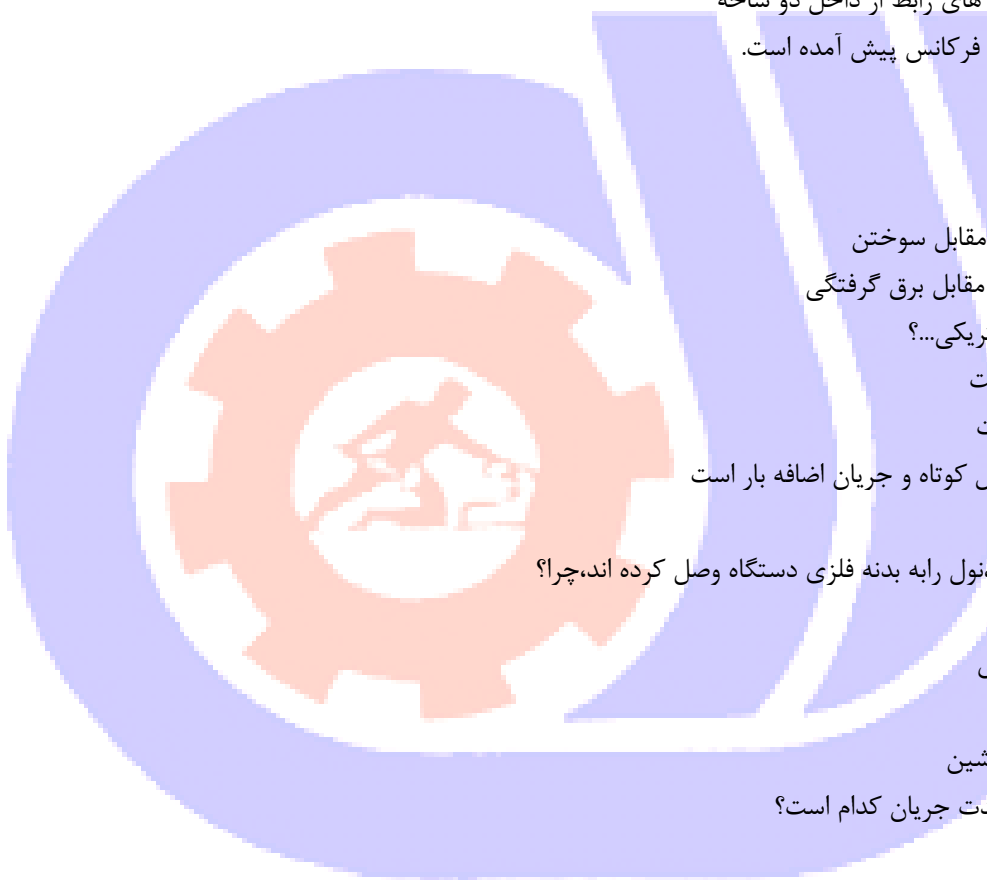 های رابط از داخل دو شاخه
فرکانس پیش آمده است.
مقابل سوختن
مقابل برق گرفتگی
ریکی...؟
ت
ت
کوتاه و جریان اضافه بار است
نول رابه بدنه فلزی دستگاه وصل کرده اند،چرا؟
شین
دت جریان کدام است؟